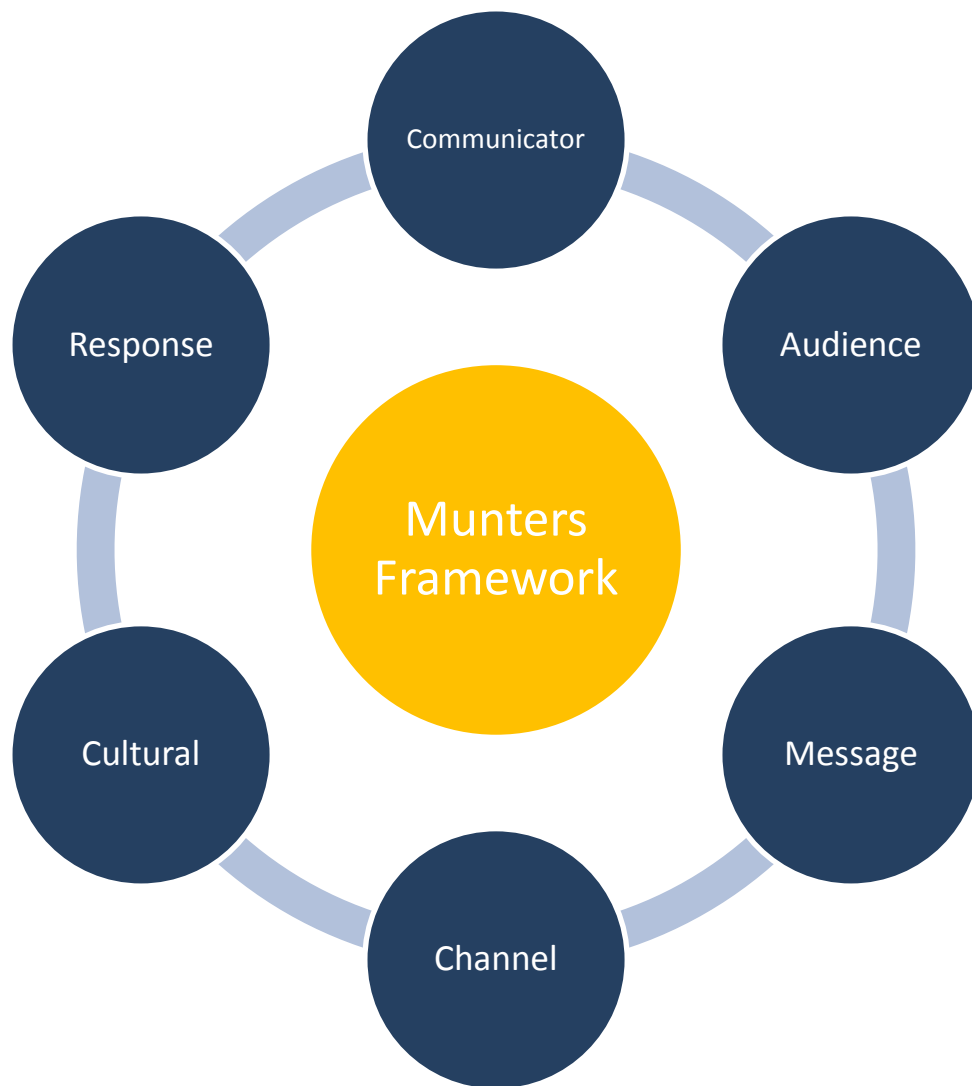 Communicator
Response
Audience
Munters
Framework
Cultural
Message
Channel